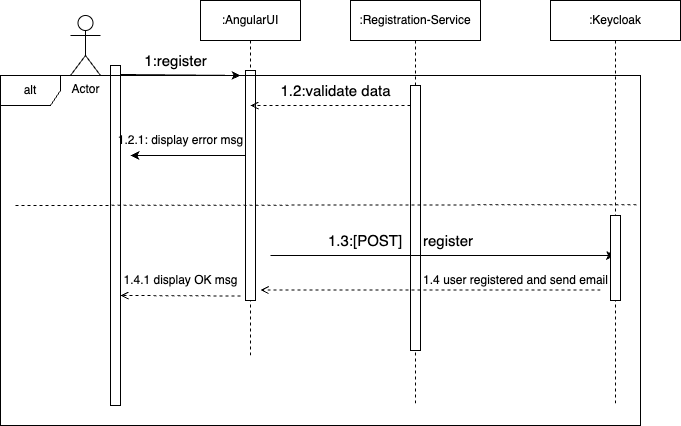 :AngularUI
:Registration-Service
:Keycloak
1:register
alt
Actor
1.2:validate data
1.2.1: display error msg
1.3:[POST] register
1.4.1 display OK msg
1.4 user registered and send email